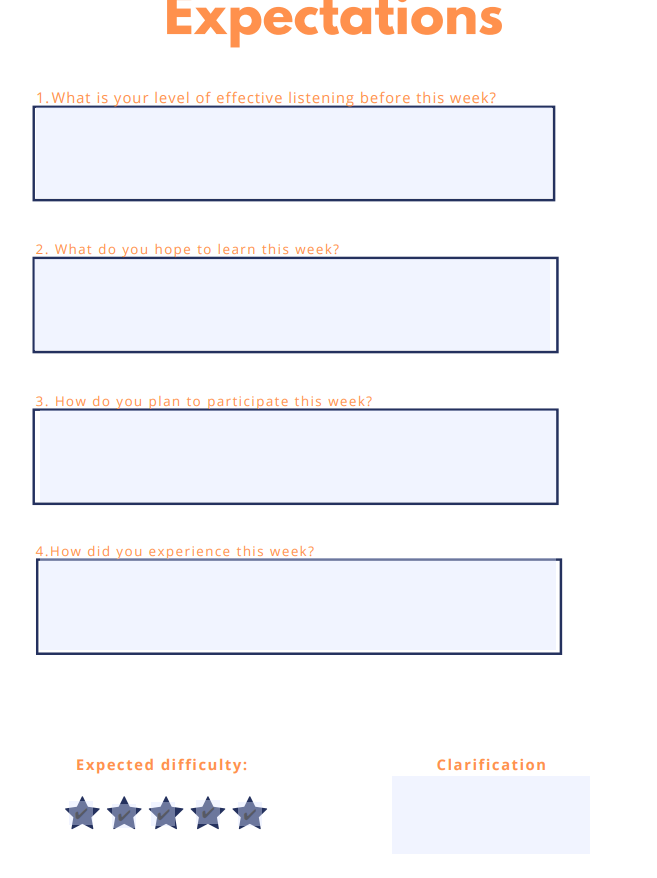 Expectations
1.What is your level of effective listening before this week?
2. What do you hope to learn this week?
3. How do you plan to participate this week?
4.How did you experience this week?
Expected difficulty:
Clarification